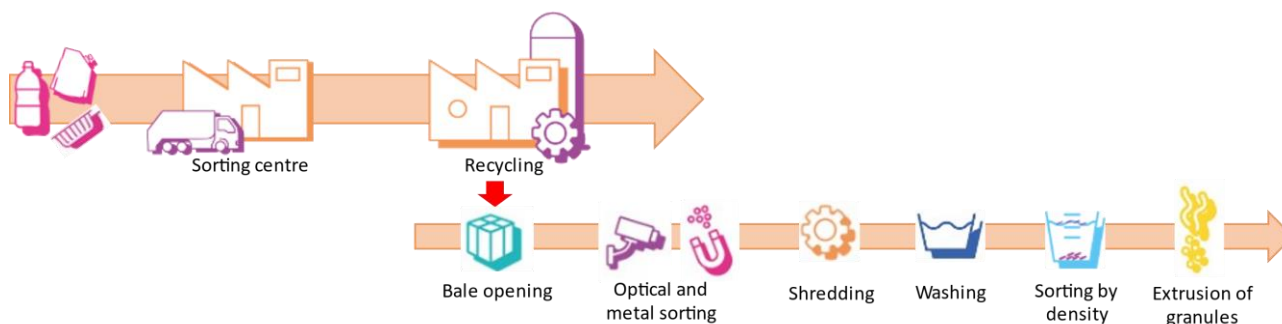 Sorting centre
Recycling
Bale opening
Optical and
metal sorting
Shredding
Washing
Sorting by
density
Extrusion of
granules